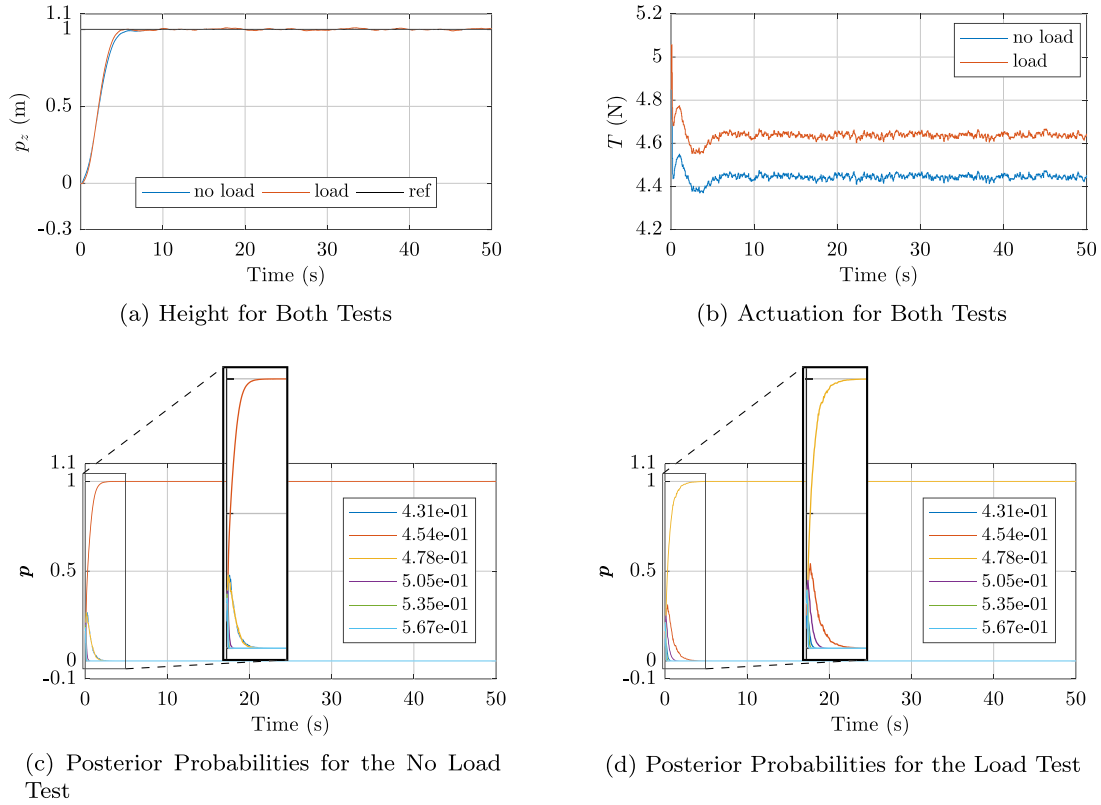 1.1
1
0.5
0
-0.3
p_z (m)
no load
load
ref
0 10 20 30 40 50
Time (s)
(a) Height for Both Tests
5.2
5
4.8
4.6
4.4
4.2
T (N)
no load
load
0 10 20 30 40 50
Time (s)
(b) Actuation for Both Tests
1.1
1
0.5
0
-0.1
p
4.31e-01
4.54e-01
4.78e-01
5.05e-01
5.35e-01
5.67e-01
0 10 20 30 40 50
Time (s)
(c) Posterior Probabilities for the No Load
Test
1.1
1
0.5
0
-0.1
p
4.31e-01
4.54e-01
4.78e-01
5.05e-01
5.35e-01
5.67e-01
0 10 20 30 40 50
Time (s)
(d) Posterior Probabilities for the Load Test